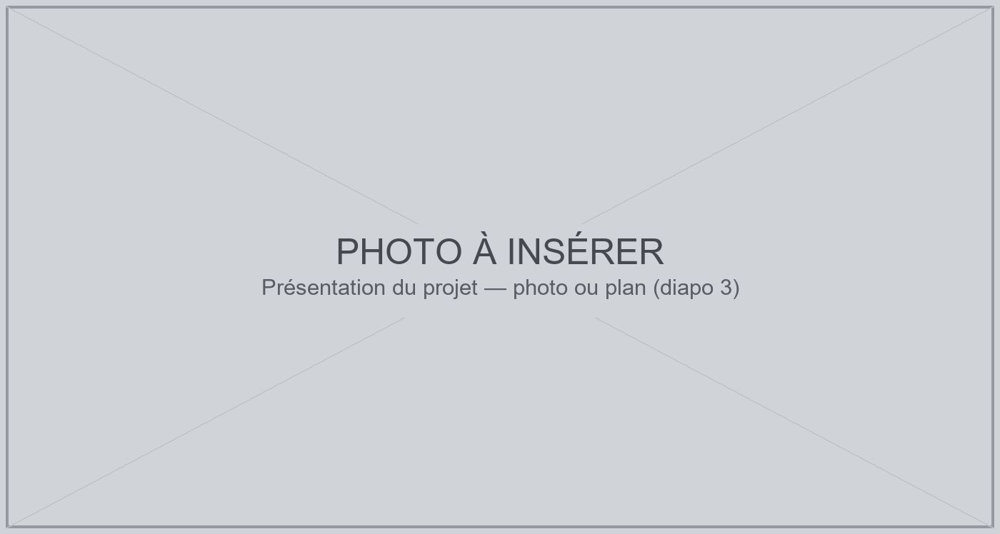 PHOTO À INSÉRER
Présentation du projet — photo ou plan (diapo 3)